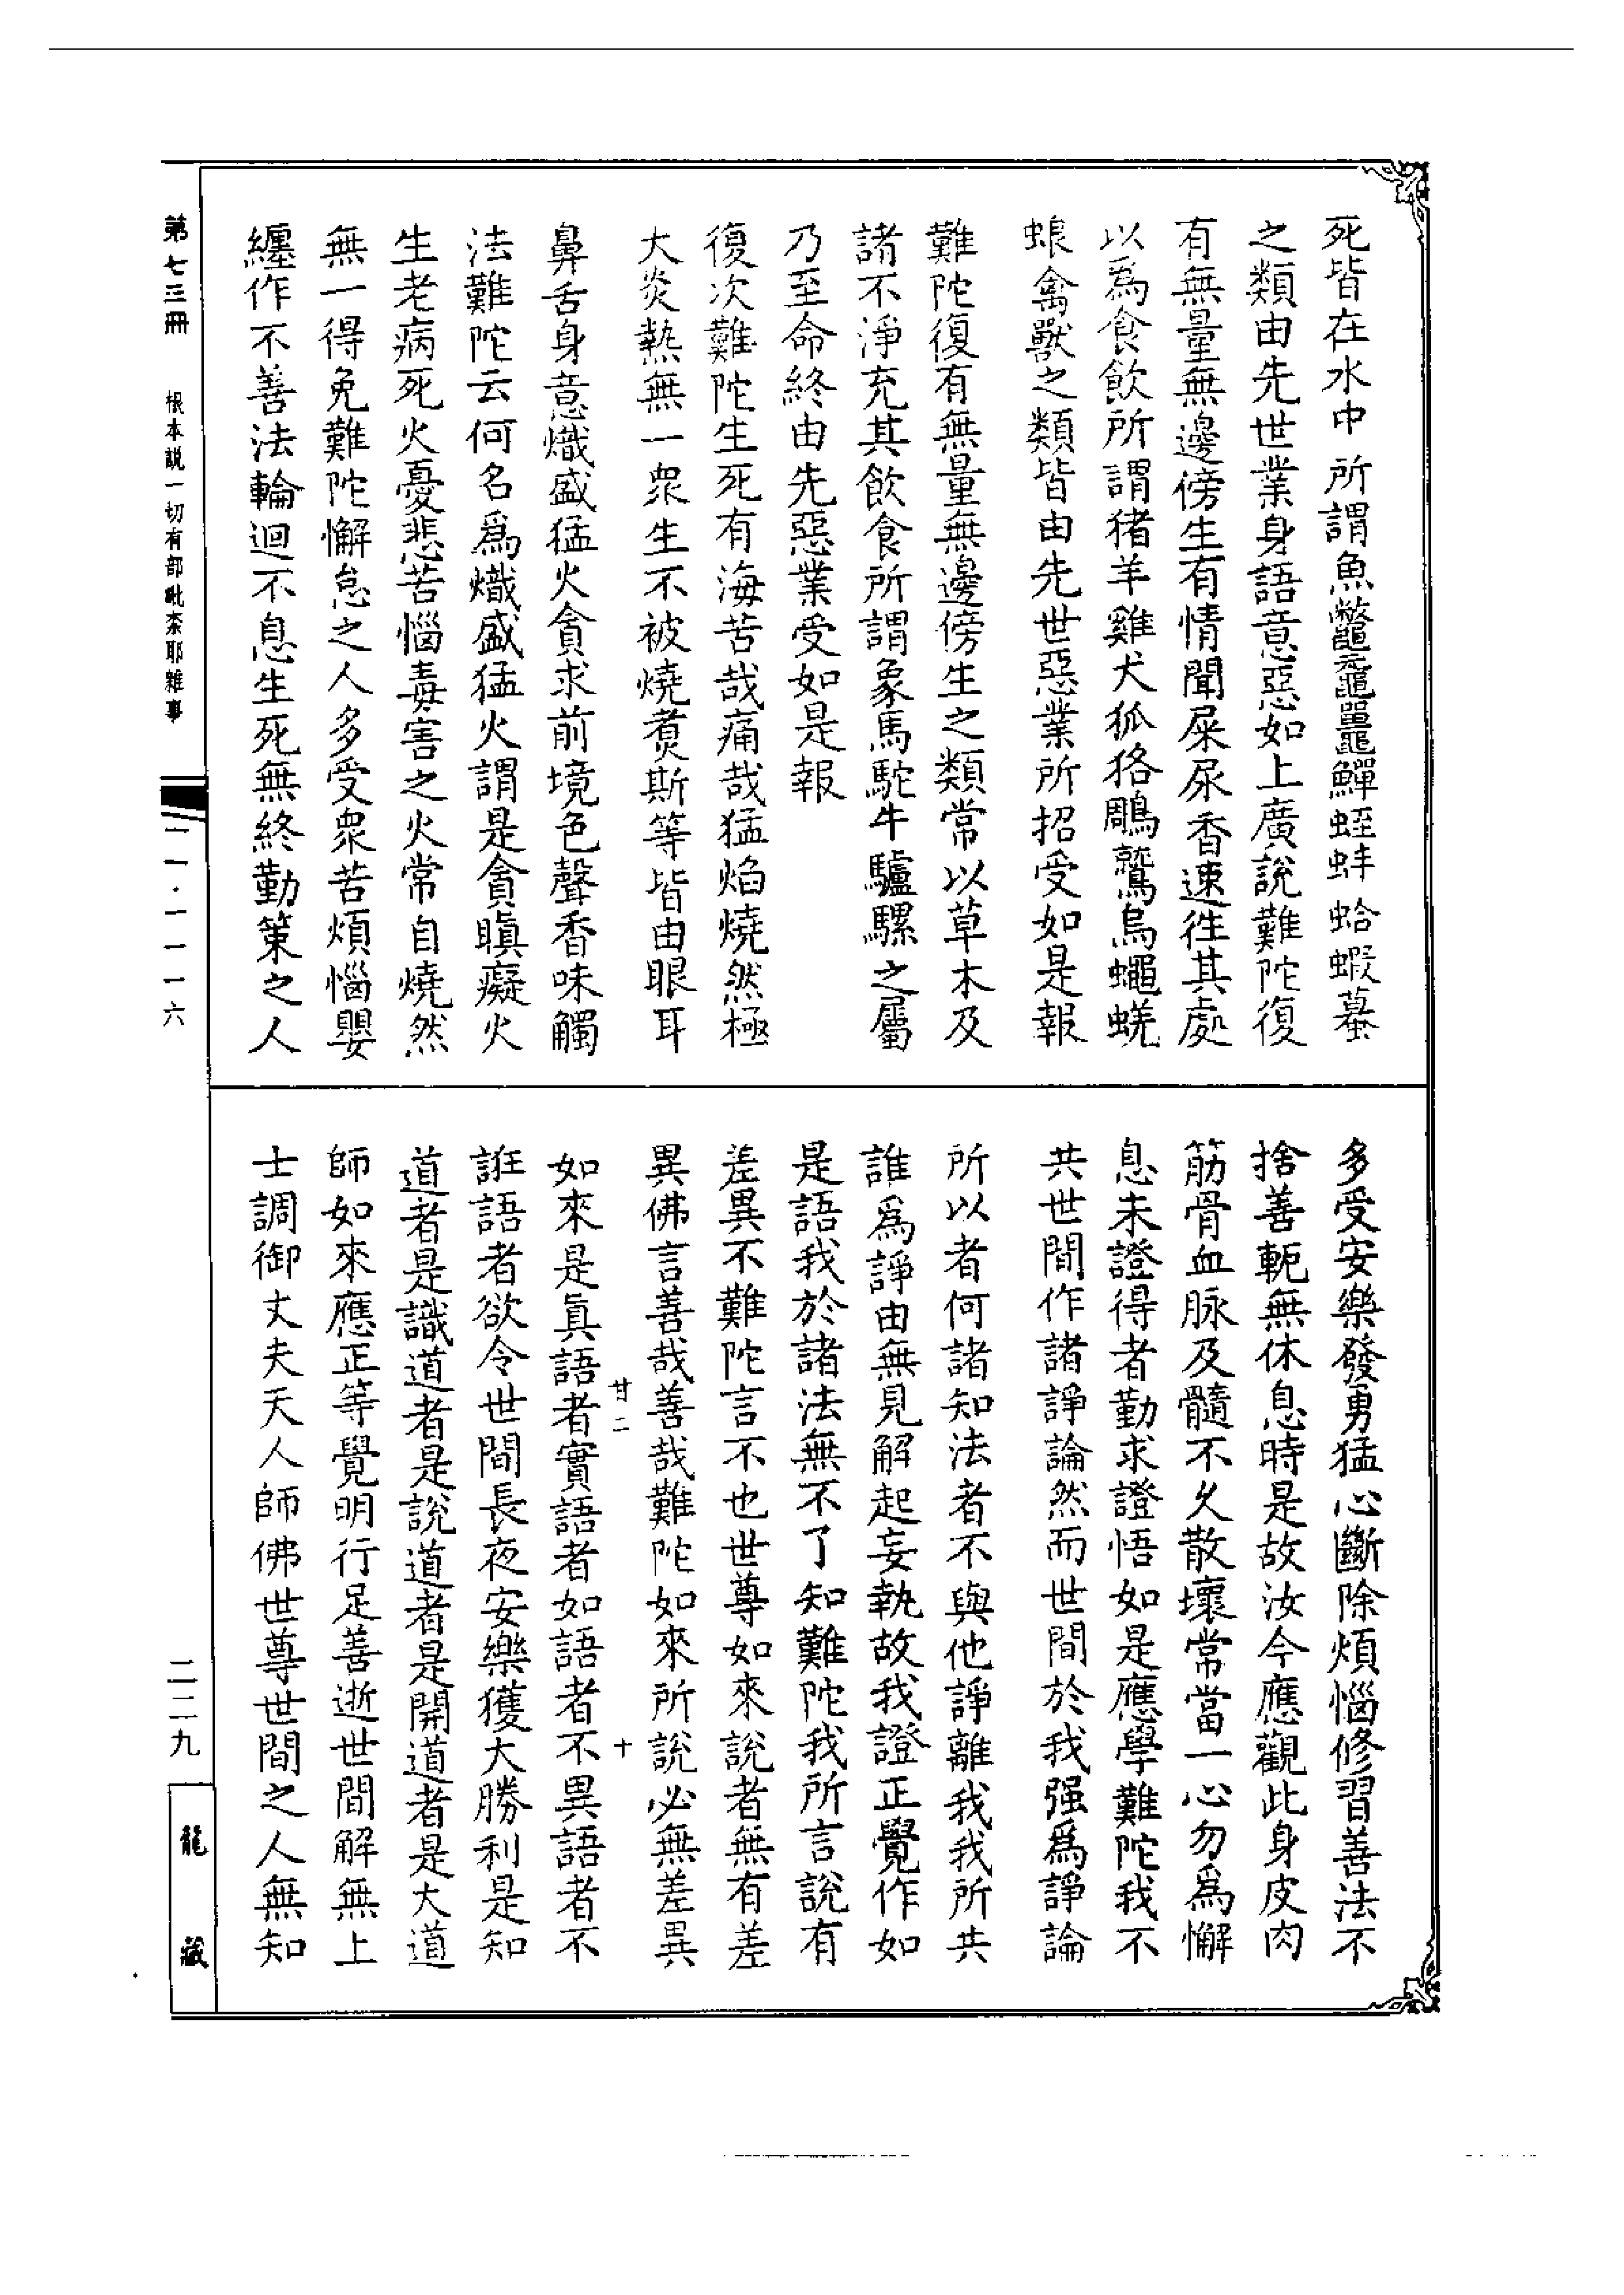 死皆在水中所謂魚鼈黿鼉鱓蛭蚌蛤蝦蟇
之類由先世業身語意惡如上廣說難陀復
有無量無邊傍生有情聞屎尿香速往其處
以爲食飲所謂猪羊雞犬狐狢鵰鷲烏蠅蜣
蜋禽獸之類皆由先世惡業所招受如是報
難陀復有無量無邊傍生之類常以草木及
諸不淨充其飲食所謂象馬駝牛驢騾之屬
乃至命終由先惡業受如是報
復次難陀生死有海苦哉痛哉猛焰燒然極
大炎熱無一衆生不被燒煑斯等皆由眼耳
鼻舌身意熾盛猛火貪求前境色聲香味觸
法難陀云何名爲熾盛猛火謂是貪瞋癡火
生老病死火憂悲苦惱毒害之火常自燒然
無一得免難陀懈怠之人多受衆苦煩惱嬰
纏作不善法輪迴不息生死無終勤策之人
多受安樂發勇猛心斷除煩惱修習善法不
捨善軛無休息時是故汝今應觀此身皮肉
筋骨血脉及髓不久散壞常當一心勿爲懈
息未證得者勤求證悟如是應學難陀我不
共世間作諸諍論然而世間於我强爲諍論
所以者何諸知法者不與他諍離我我所共
誰爲諍由無見解起妄執故我證正覺作如
是語我於諸法無不了知難陀我所言說有
差異不難陀言不也世尊如來說者無有差
異佛言善哉善哉難陀如來所說必無差異
如來是眞語者實語者如語者不異語者不
誑語者欲令世間長夜安樂獲大勝利是知
道者是識道者是說道者是開道者是大道
師如來應正等覺明行足善逝世間解無上
士調御丈夫天人師佛世尊世間之人無知
甘二
十
第七三冊
根本説一切有部毗柰耶雜事
一一·一一一六
二二九
龍藏